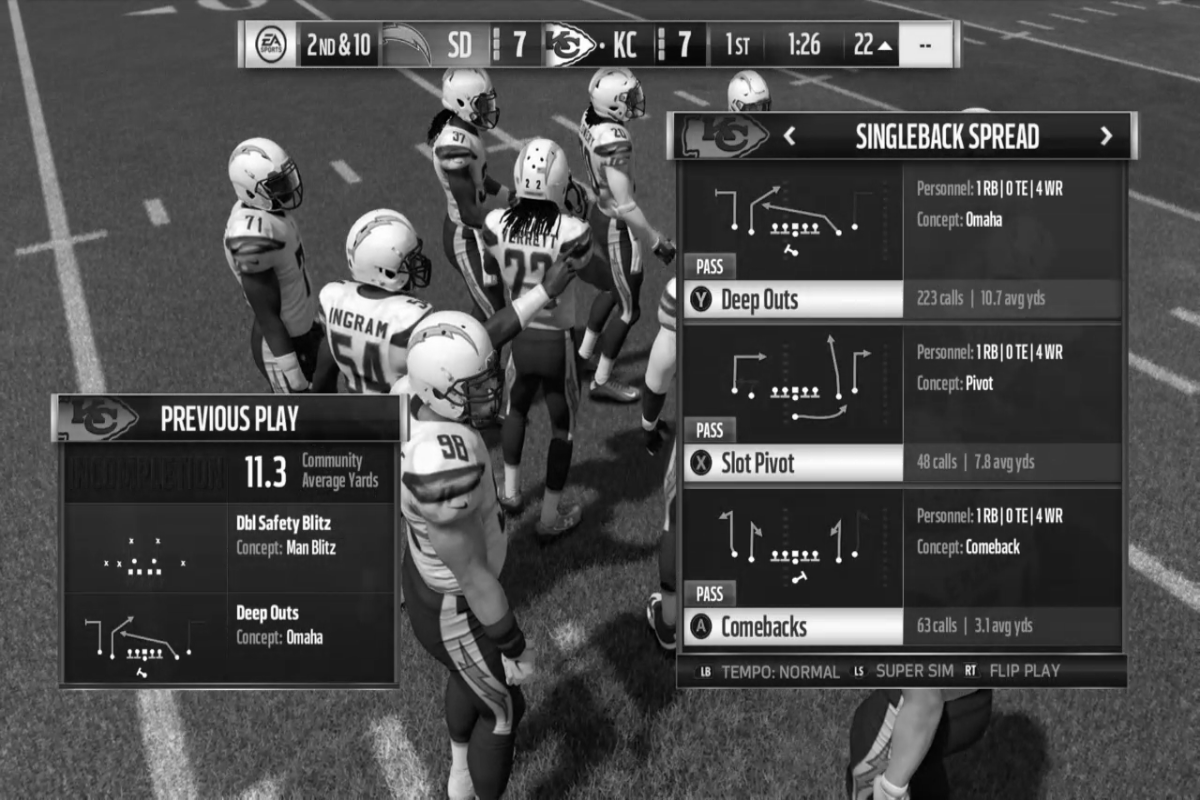 EA SPORTS 2ND & 10 SD 7 KC 7 1ST 1:26 22 --
SINGLEBACK SPREAD
Personnel: 1 RB | 0 TE | 4 WR
Concept: Omaha
PASS
Y Deep Outs 223 calls | 10.7 avg yds
Personnel: 1 RB | 0 TE | 4 WR
Concept: Pivot
PASS
X Slot Pivot 48 calls | 7.8 avg yds
Personnel: 1 RB | 0 TE | 4 WR
Concept: Comeback
PASS
A Comebacks 63 calls | 3.1 avg yds
LB TEMPO: NORMAL LS SUPER SIM RT FLIP PLAY
KC PREVIOUS PLAY
INCOMPLETION 11.3 Community
Average Yards
Dbl Safety Blitz
Concept: Man Blitz
Deep Outs
Concept: Omaha
37
20
22
71
INGRAM
54
98
KC